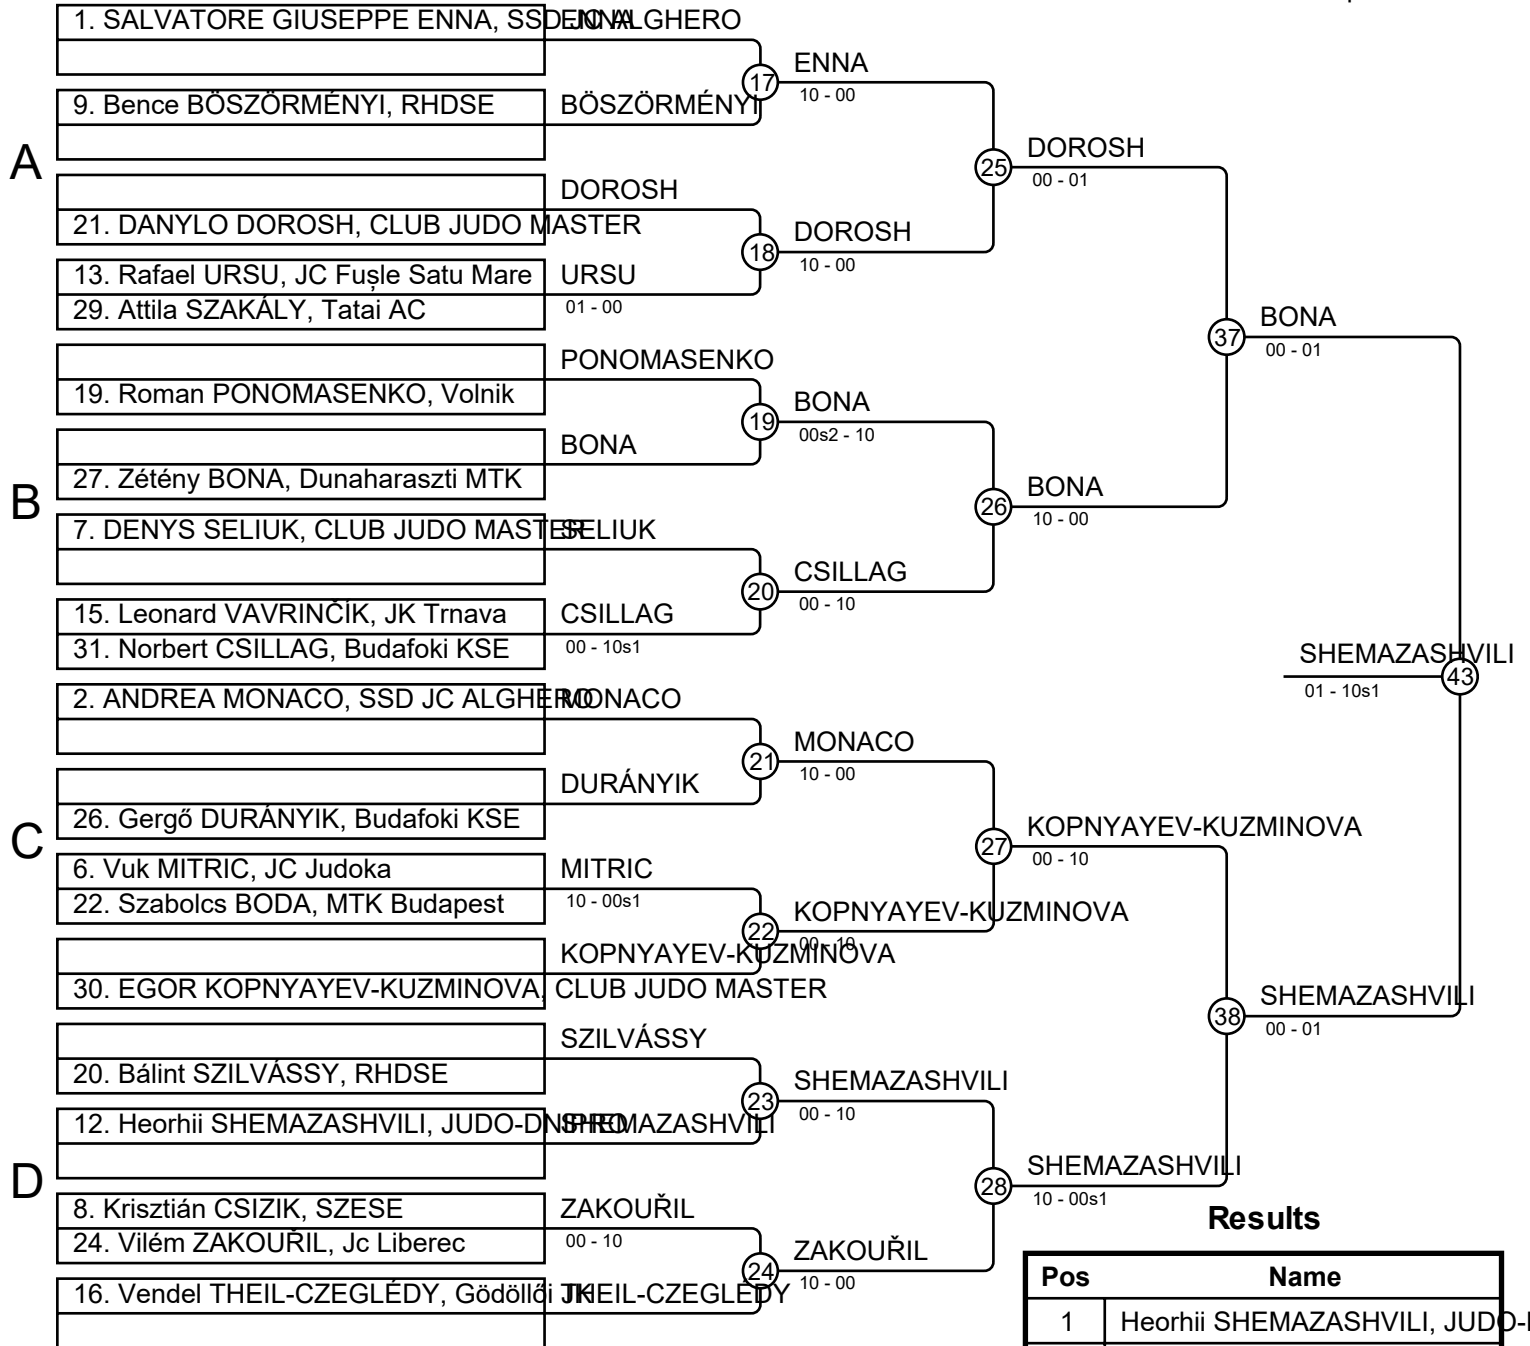 1. SALVATORE GIUSEPPE ENNA, SSD JC ALGHERO
ENNA
17
ENNA
10 - 00
9. Bence BÖSZÖRMÉNYI, RHDSE
BÖSZÖRMÉNYI
A
25
DOROSH
00 - 01
DOROSH
21. DANYLO DOROSH, CLUB JUDO MASTER
18
DOROSH
10 - 00
13. Rafael URSU, JC Fușle Satu Mare
URSU
29. Attila SZAKÁLY, Tatai AC
01 - 00
37
BONA
00 - 01
PONOMASENKO
19. Roman PONOMASENKO, Volnik
19
BONA
00s2 - 10
BONA
27. Zétény BONA, Dunaharaszti MTK
B
26
BONA
10 - 00
7. DENYS SELIUK, CLUB JUDO MASTER
SELIUK
20
CSILLAG
00 - 10
15. Leonard VAVRINČÍK, JK Trnava
CSILLAG
31. Norbert CSILLAG, Budafoki KSE
00 - 10s1
SHEMAZASHVILI
43
01 - 10s1
2. ANDREA MONACO, SSD JC ALGHERO
MONACO
21
MONACO
10 - 00
DURÁNYIK
26. Gergő DURÁNYIK, Budafoki KSE
C
27
KOPNYAYEV-KUZMINOVA
00 - 10
6. Vuk MITRIC, JC Judoka
MITRIC
22. Szabolcs BODA, MTK Budapest
10 - 00s1
22
KOPNYAYEV-KUZMINOVA
00 - 10
KOPNYAYEV-KUZMINOVA
30. EGOR KOPNYAYEV-KUZMINOVA, CLUB JUDO MASTER
38
SHEMAZASHVILI
00 - 01
SZILVÁSSY
20. Bálint SZILVÁSSY, RHDSE
23
SHEMAZASHVILI
00 - 10
12. Heorhii SHEMAZASHVILI, JUDO-DNIPRO
SHEMAZASHVILI
D
28
SHEMAZASHVILI
10 - 00s1
8. Krisztián CSIZIK, SZESE
ZAKOUŘIL
24. Vilém ZAKOUŘIL, Jc Liberec
00 - 10
24
ZAKOUŘIL
10 - 00
16. Vendel THEIL-CZEGLÉDY, Gödöllői JK
THEIL-CZEGLÉDY
Results
Pos Name
1 Heorhii SHEMAZASHVILI, JUDO-